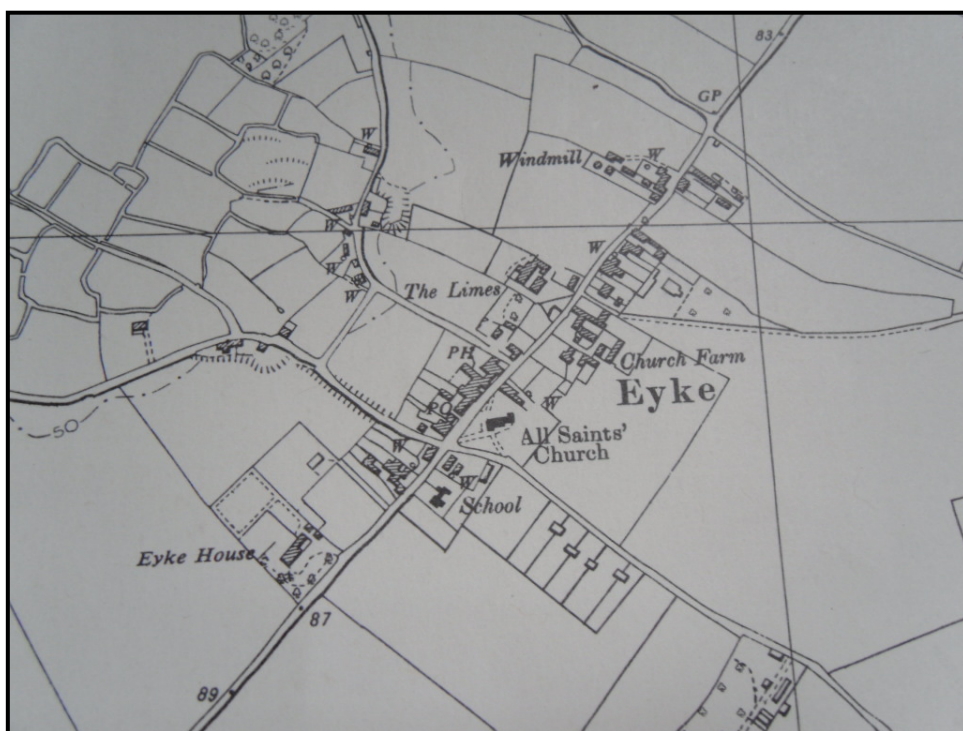 83
GP
W
Windmill W
W
W
The Limes
W
W
PH
Church Farm
Eyke
PO
W
All Saints'
Church
W
50
W
School
Eyke House
87
89